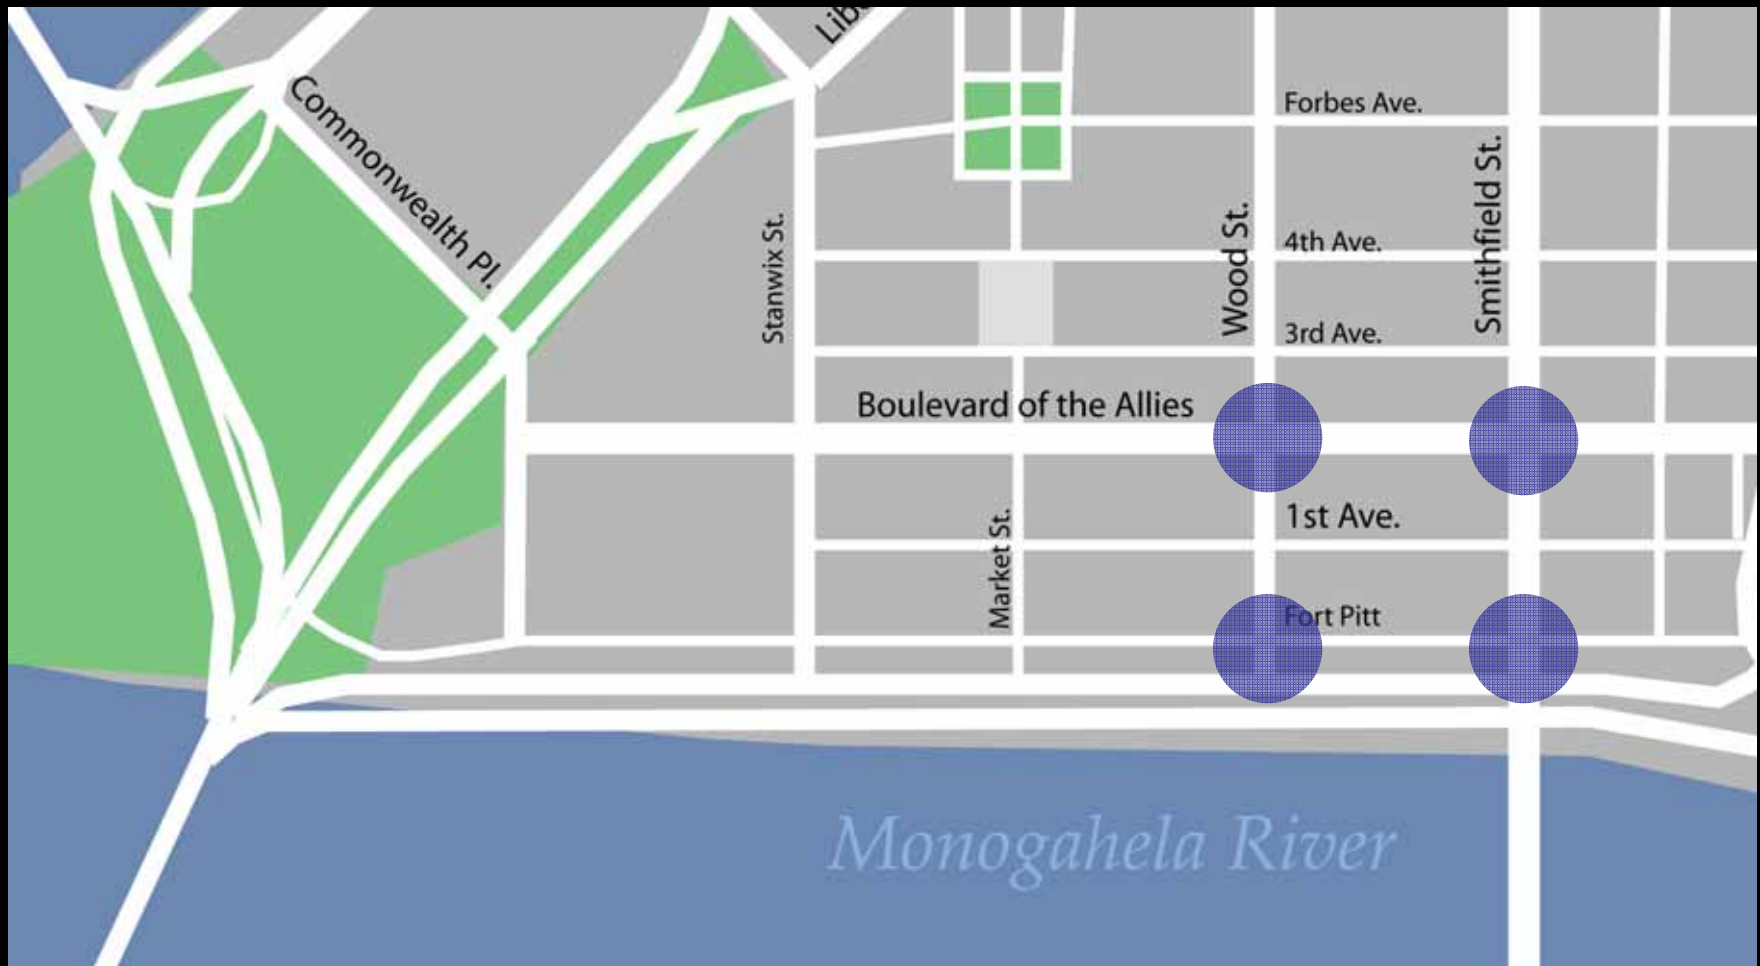 Commonwealth Pl.
Forbes Ave.
Stanwix St.
Wood St.
4th Ave.
Smithfield St.
3rd Ave.
Boulevard of the Allies
Market St.
1st Ave.
Fort Pitt
Monogahela River